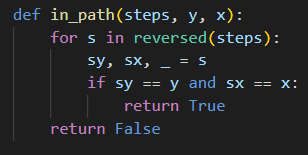 def in_path(steps, y, x):
    for s in reversed(steps):
        sy, sx, _ = s
        if sy == y and sx == x:
            return True
    return False